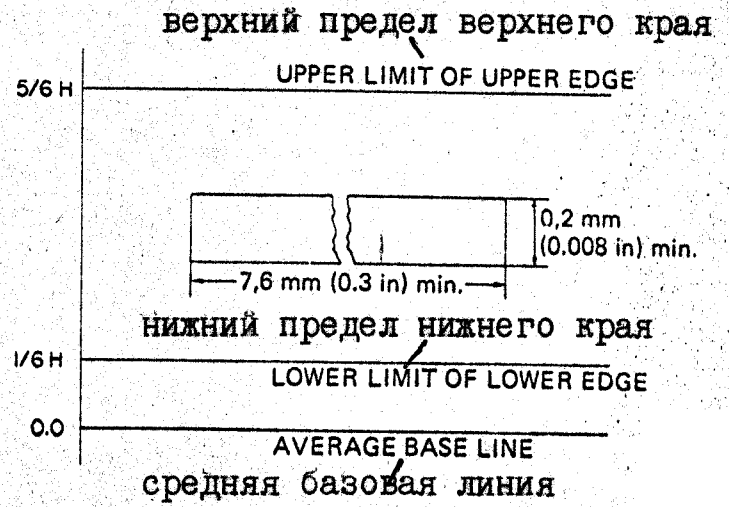 верхний предел верхнего края
UPPER LIMIT OF UPPER EDGE
5/6 H
0,2 mm
(0.008 in) min.
7,6 mm (0.3 in) min.
нижний предел нижнего края
1/6 H
LOWER LIMIT OF LOWER EDGE
0.0
AVERAGE BASE LINE
средняя базовая линия